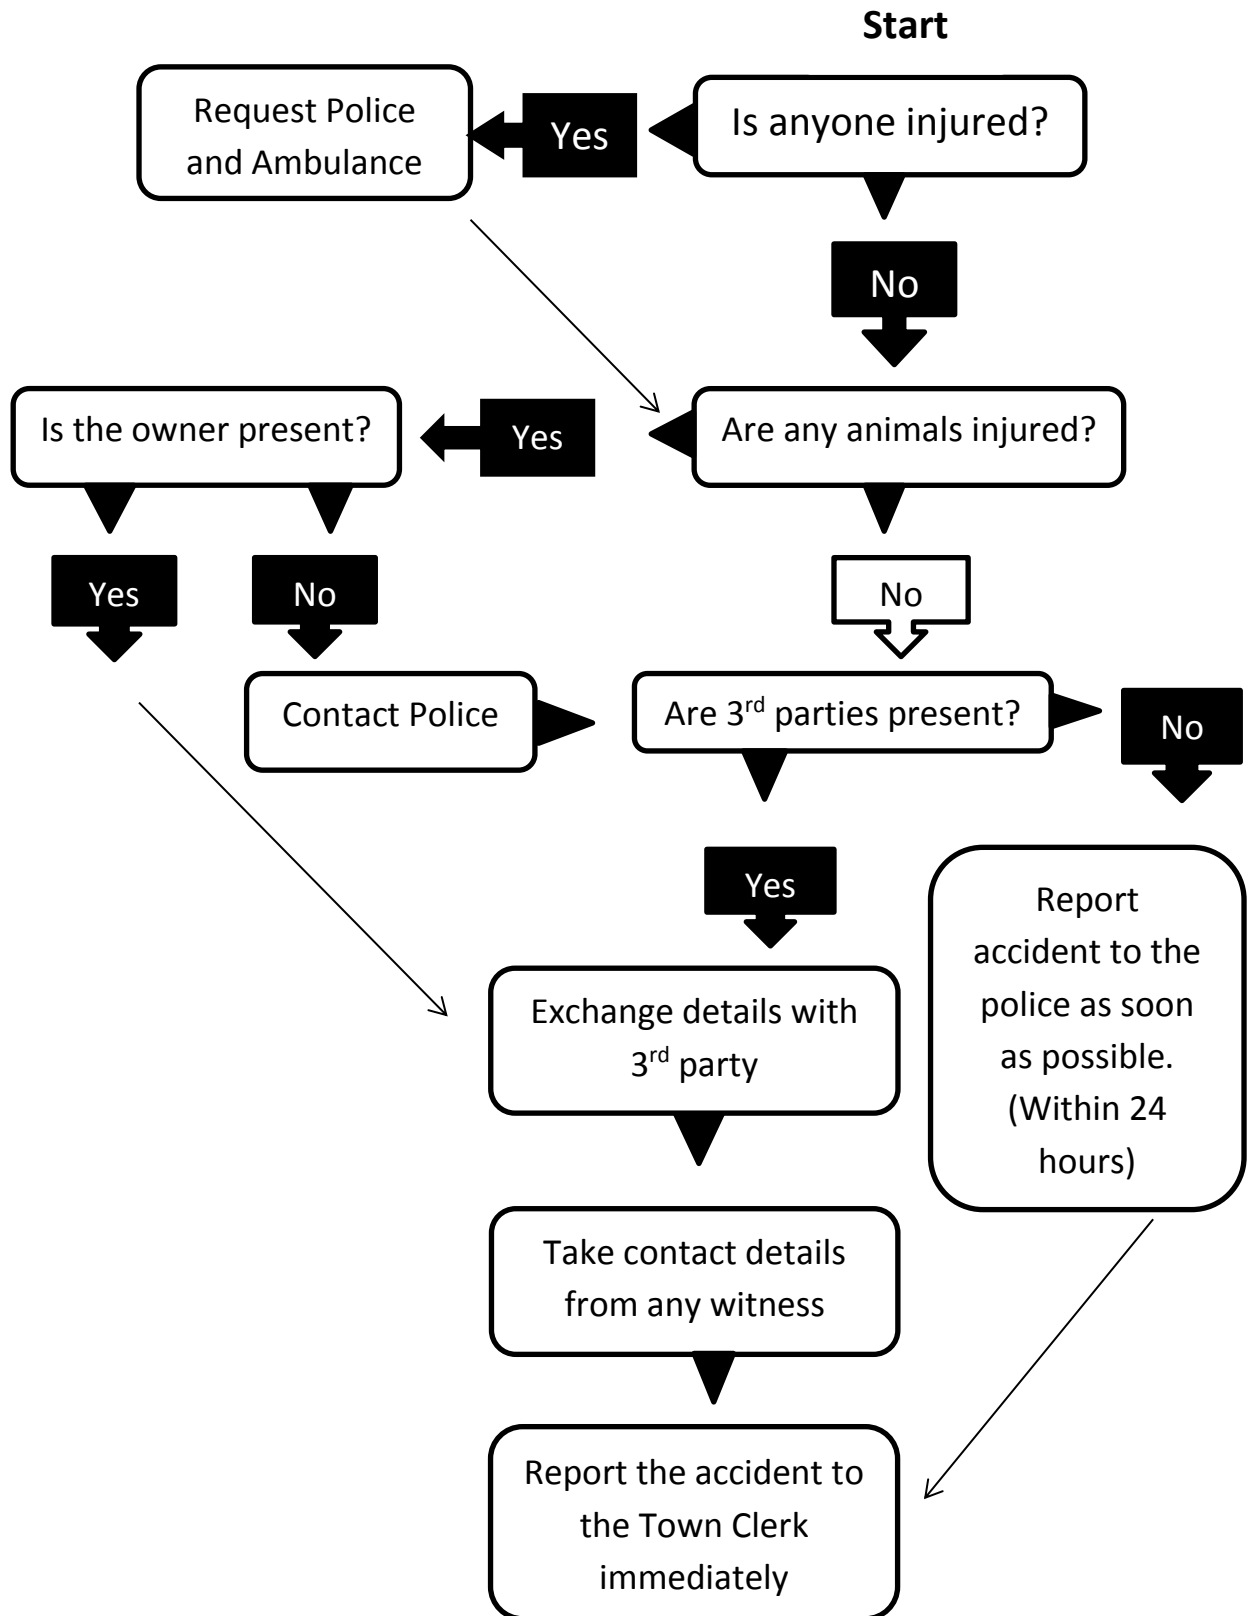 Start
Is anyone injured?
Yes
Request Police
and Ambulance
No
Are any animals injured?
Yes
Is the owner present?
Yes
No
No
Contact Police
Are 3rd parties present?
No
Yes
Report
accident to the
police as soon
as possible.
(Within 24
hours)
Exchange details with
3rd party
Take contact details
from any witness
Report the accident to
the Town Clerk
immediately